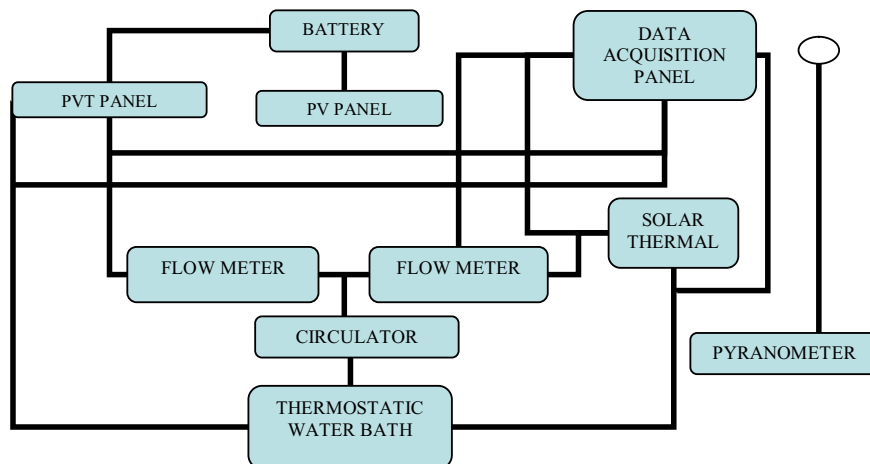 BATTERY
DATA
ACQUISITION
PANEL
PVT PANEL
PV PANEL
SOLAR
THERMAL
FLOW METER
FLOW METER
CIRCULATOR
PYRANOMETER
THERMOSTATIC
WATER BATH